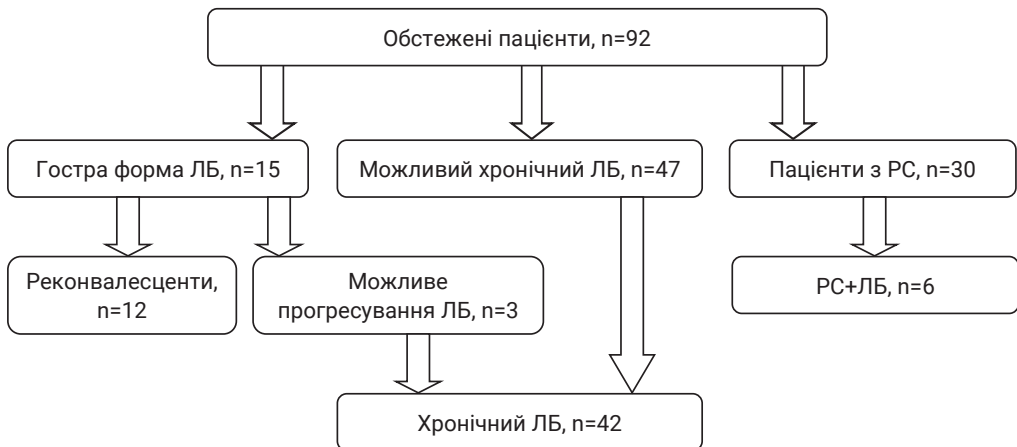 Обстежені пацієнти, n=92
Гостра форма ЛБ, n=15
Можливий хронічний ЛБ, n=47
Пацієнти з РС, n=30
Реконвалесценти,
n=12
Можливе
прогресування ЛБ, n=3
РС+ЛБ, n=6
Хронічний ЛБ, n=42